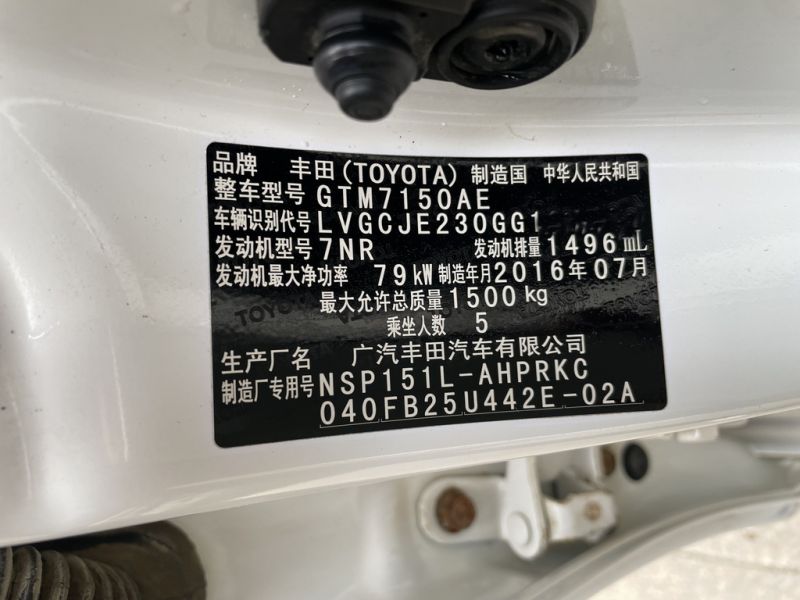 品牌 丰田(TOYOTA) 制造国 中华人民共和国
整车型号 GTM7150AE
车辆识别代号 LVGCJE230GG1
发动机型号 7NR 发动机排量 1496 mL
发动机最大净功率 79 kW 制造年月 2016年07月
最大允许总质量 1500 kg
乘坐人数 5
生产厂名 广汽丰田汽车有限公司
制造厂专用号 NSP151L-AHPRKC
040FB25U442E-02A